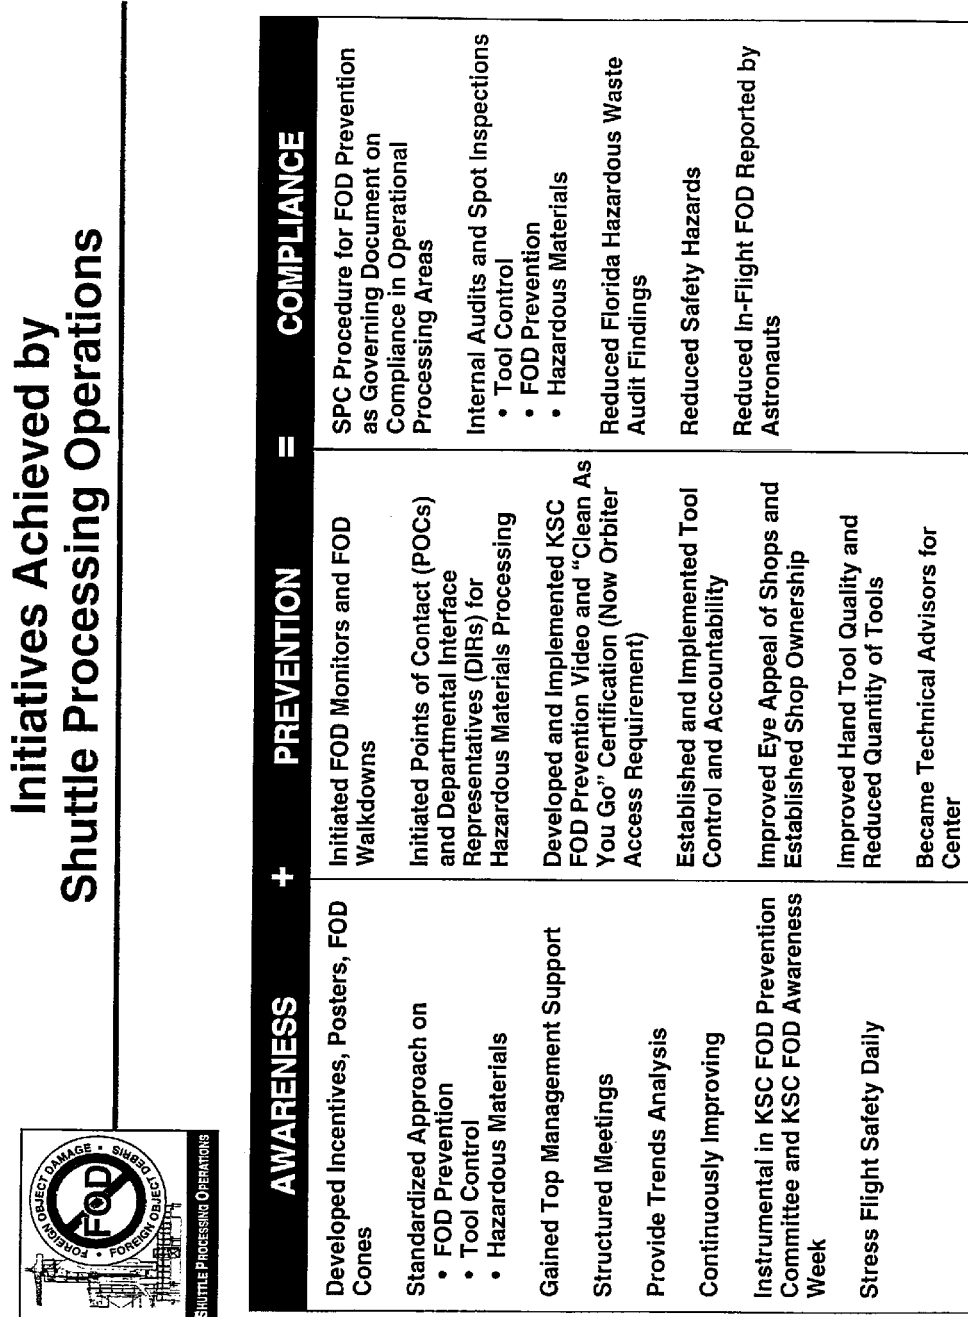 Initiatives Achieved by
Shuttle Processing Operations
FOREIGN OBJECT DAMAGE • FOREIGN OBJECT DEBRIS •
FOD
SHUTTLE PROCESSING OPERATIONS
AWARENESS + PREVENTION = COMPLIANCE
Developed Incentives, Posters, FOD
Cones
Standardized Approach on
• FOD Prevention
• Tool Control
• Hazardous Materials
Gained Top Management Support
Structured Meetings
Provide Trends Analysis
Continuously Improving
Instrumental in KSC FOD Prevention
Committee and KSC FOD Awareness
Week
Stress Flight Safety Daily
Initiated FOD Monitors and FOD
Walkdowns
Initiated Points of Contact (POCs)
and Departmental Interface
Representatives (DIRs) for
Hazardous Materials Processing
Developed and Implemented KSC
FOD Prevention Video and “Clean As
You Go” Certification (Now Orbiter
Access Requirement)
Established and Implemented Tool
Control and Accountability
Improved Eye Appeal of Shops and
Established Shop Ownership
Improved Hand Tool Quality and
Reduced Quantity of Tools
Became Technical Advisors for
Center
SPC Procedure for FOD Prevention
as Governing Document on
Compliance in Operational
Processing Areas
Internal Audits and Spot Inspections
• Tool Control
• FOD Prevention
• Hazardous Materials
Reduced Florida Hazardous Waste
Audit Findings
Reduced Safety Hazards
Reduced In-Flight FOD Reported by
Astronauts